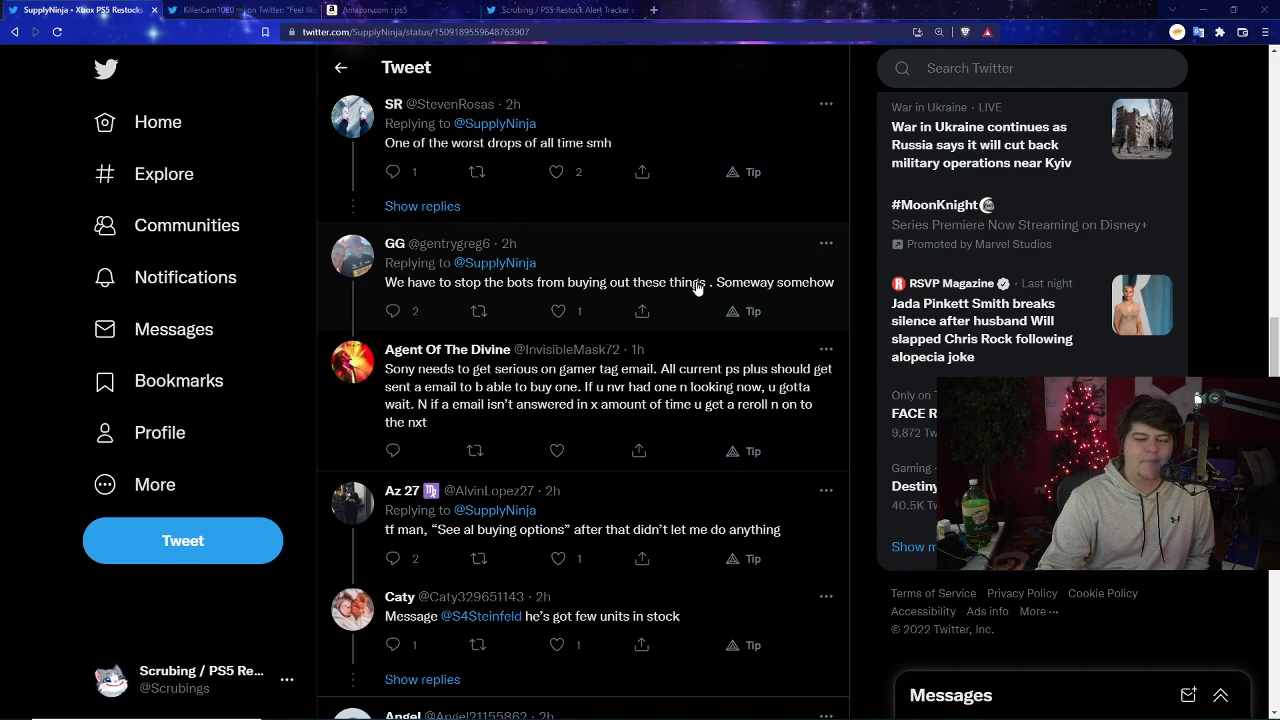 SupplyNinja • Xbox PS5 Restocks
KillerCam1020
on Twitter: "Feel lik
Amazon.com : ps5
Scrubing / PS5 Restock Alert Tracker
twitter.com/SupplyNinja/status/1509189559648763907
Home
Explore
Communities
Notifications
Messages
Bookmarks
Profile
More
Tweet
Scrubing / PS5 Re...
@Scrubings
Tweet
SR @StevenRosas · 2h
Replying to @SupplyNinja
One of the worst drops of all time smh
1
2
Tip
Show replies
GG @gentrygreg6 · 2h
Replying to @SupplyNinja
We have to stop the bots from buying out these things . Someway somehow
2
1
Tip
Agent Of The Divine @InvisibleMask72 · 1h
Sony needs to get serious on gamer tag email. All current ps plus should get
sent a email to b able to buy one. If u nvr had one n looking now, u gotta
wait. N if a email isn't answered in x amount of time u get a reroll n on to
the nxt
Tip
Az 27 ♍ @AlvinLopez27 · 2h
Replying to @SupplyNinja
tf man, “See al buying options” after that didn't let me do anything
2
1
Tip
Caty @Caty329651143 · 2h
Message @S4Steinfeld he's got few units in stock
1
1
Tip
Show replies
Angel @Angel21155862 · 2h
Search Twitter
War in Ukraine · LIVE
War in Ukraine continues as
Russia says it will cut back
military operations near Kyiv
#MoonKnight
Series Premiere Now Streaming on Disney+
Promoted by Marvel Studios
RSVP Magazine · Last night
Jada Pinkett Smith breaks
silence after husband Will
slapped Chris Rock following
alopecia joke
Only on
FACE R
9,872 Tw
Gaming ·
Destiny
40.5K Tw
Show m
Terms of Service Privacy Policy Cookie Policy
Accessibility Ads info More ···
© 2022 Twitter, Inc.
Messages